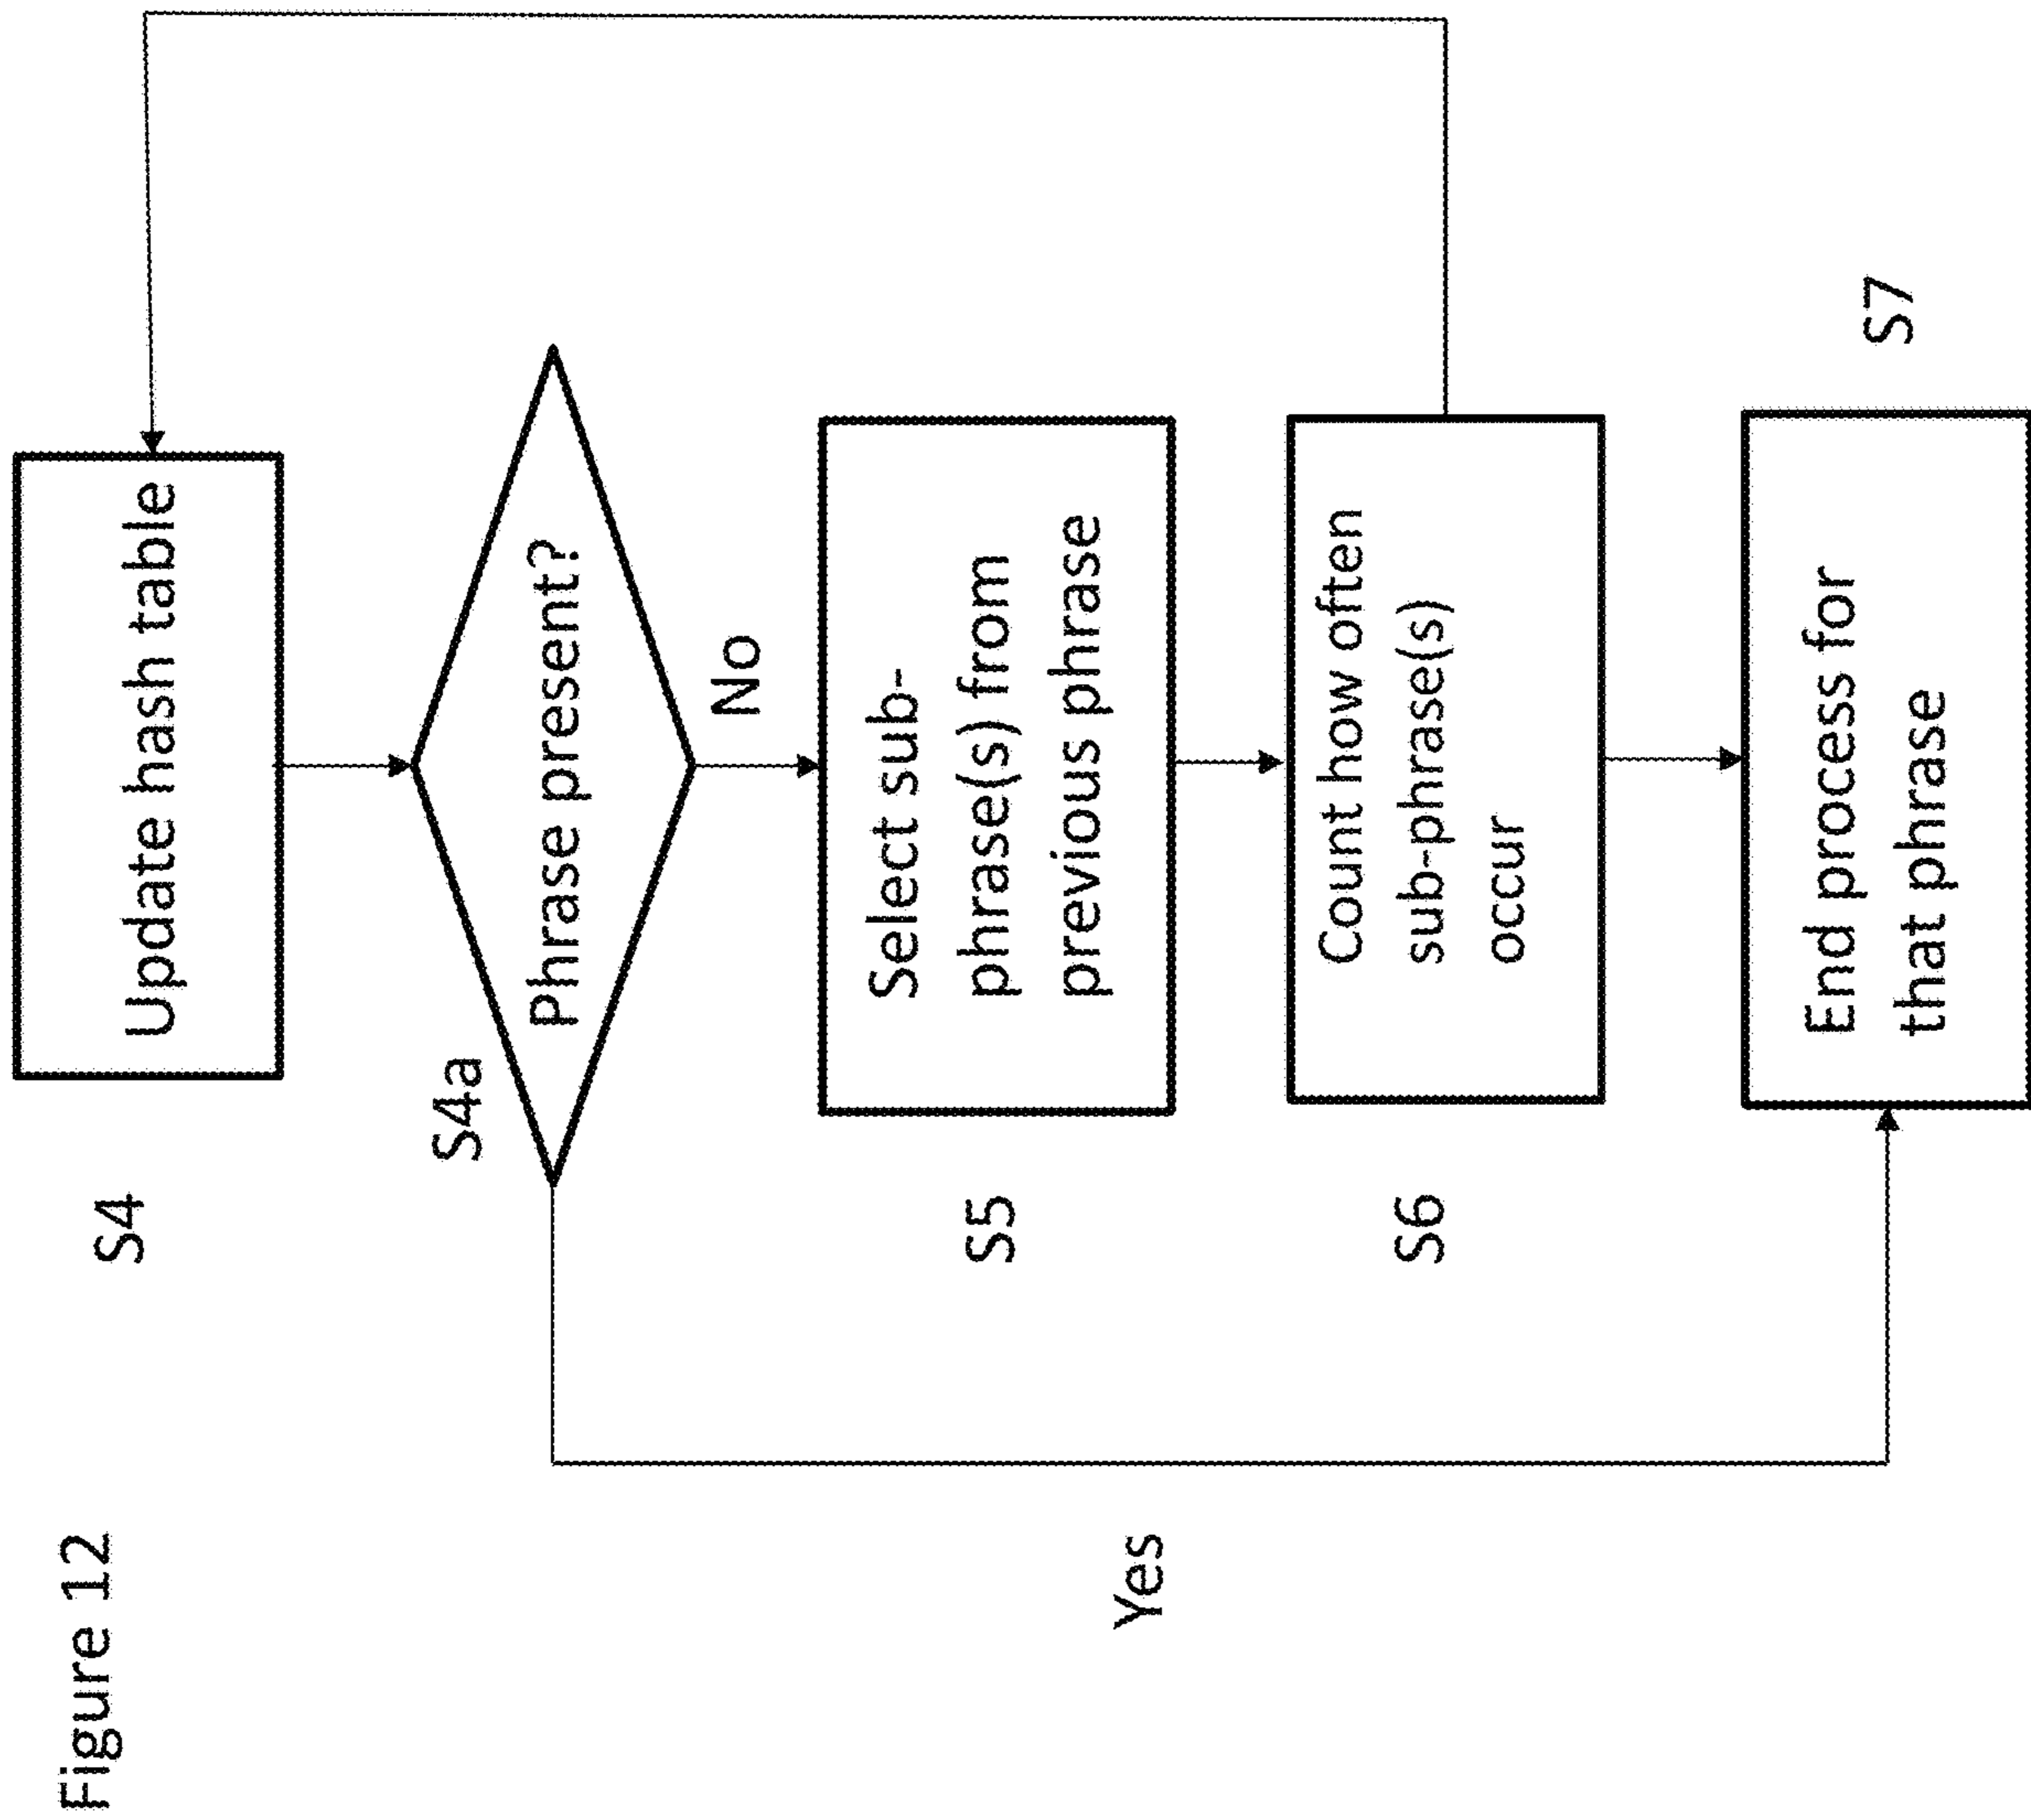 Figure 12
S4
Update hash table
S4a
Phrase present?
No
Yes
S5
Select sub-
phrase(s) from
previous phrase
S6
Count how often
sub-phrase(s)
occur
End process for
that phrase
S7